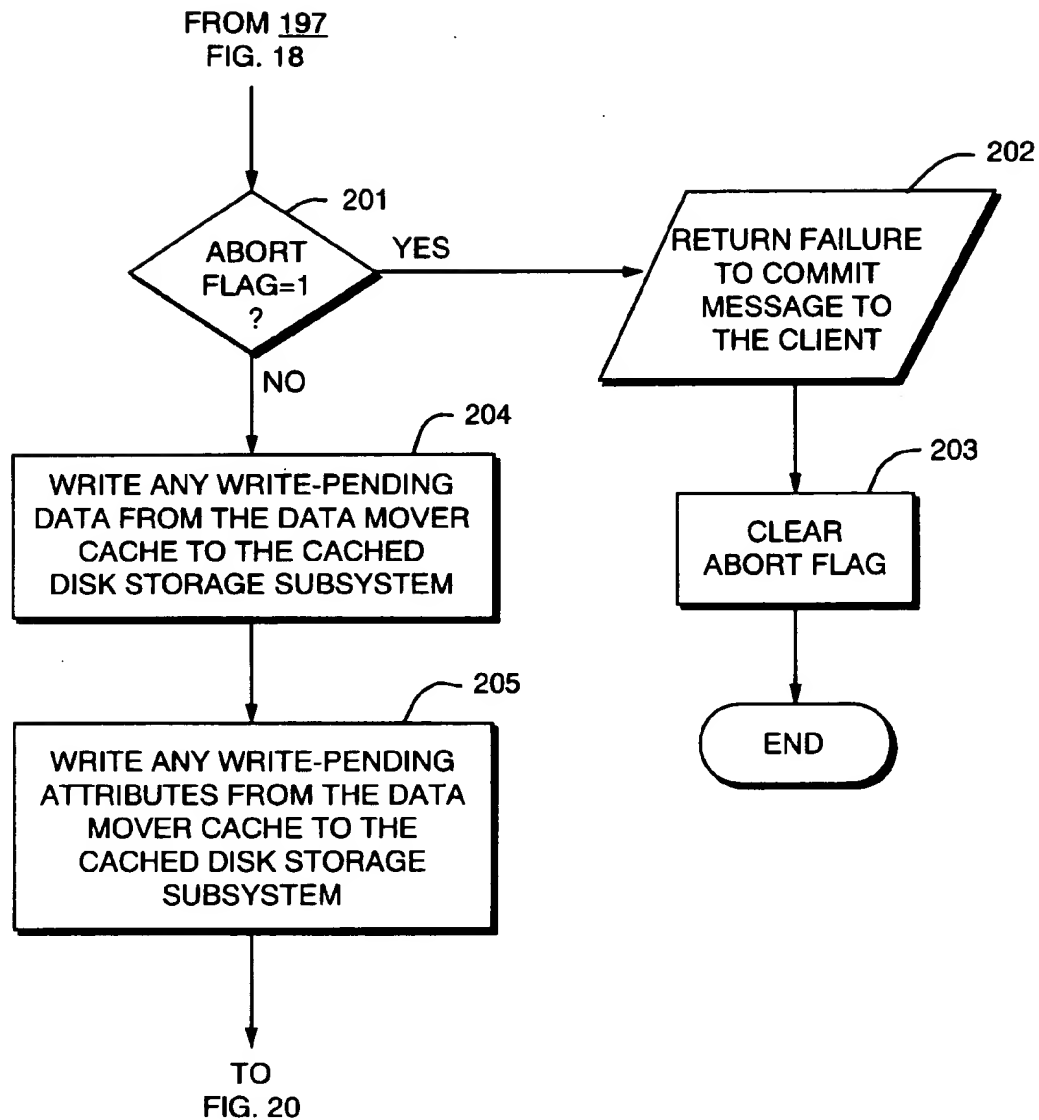 FROM 197
FIG. 18
201
ABORT
FLAG=1
?
YES
NO
202
RETURN FAILURE
TO COMMIT
MESSAGE TO
THE CLIENT
203
CLEAR
ABORT FLAG
END
204
WRITE ANY WRITE-PENDING
DATA FROM THE DATA MOVER
CACHE TO THE CACHED
DISK STORAGE SUBSYSTEM
205
WRITE ANY WRITE-PENDING
ATTRIBUTES FROM THE DATA
MOVER CACHE TO THE
CACHED DISK STORAGE
SUBSYSTEM
TO
FIG. 20